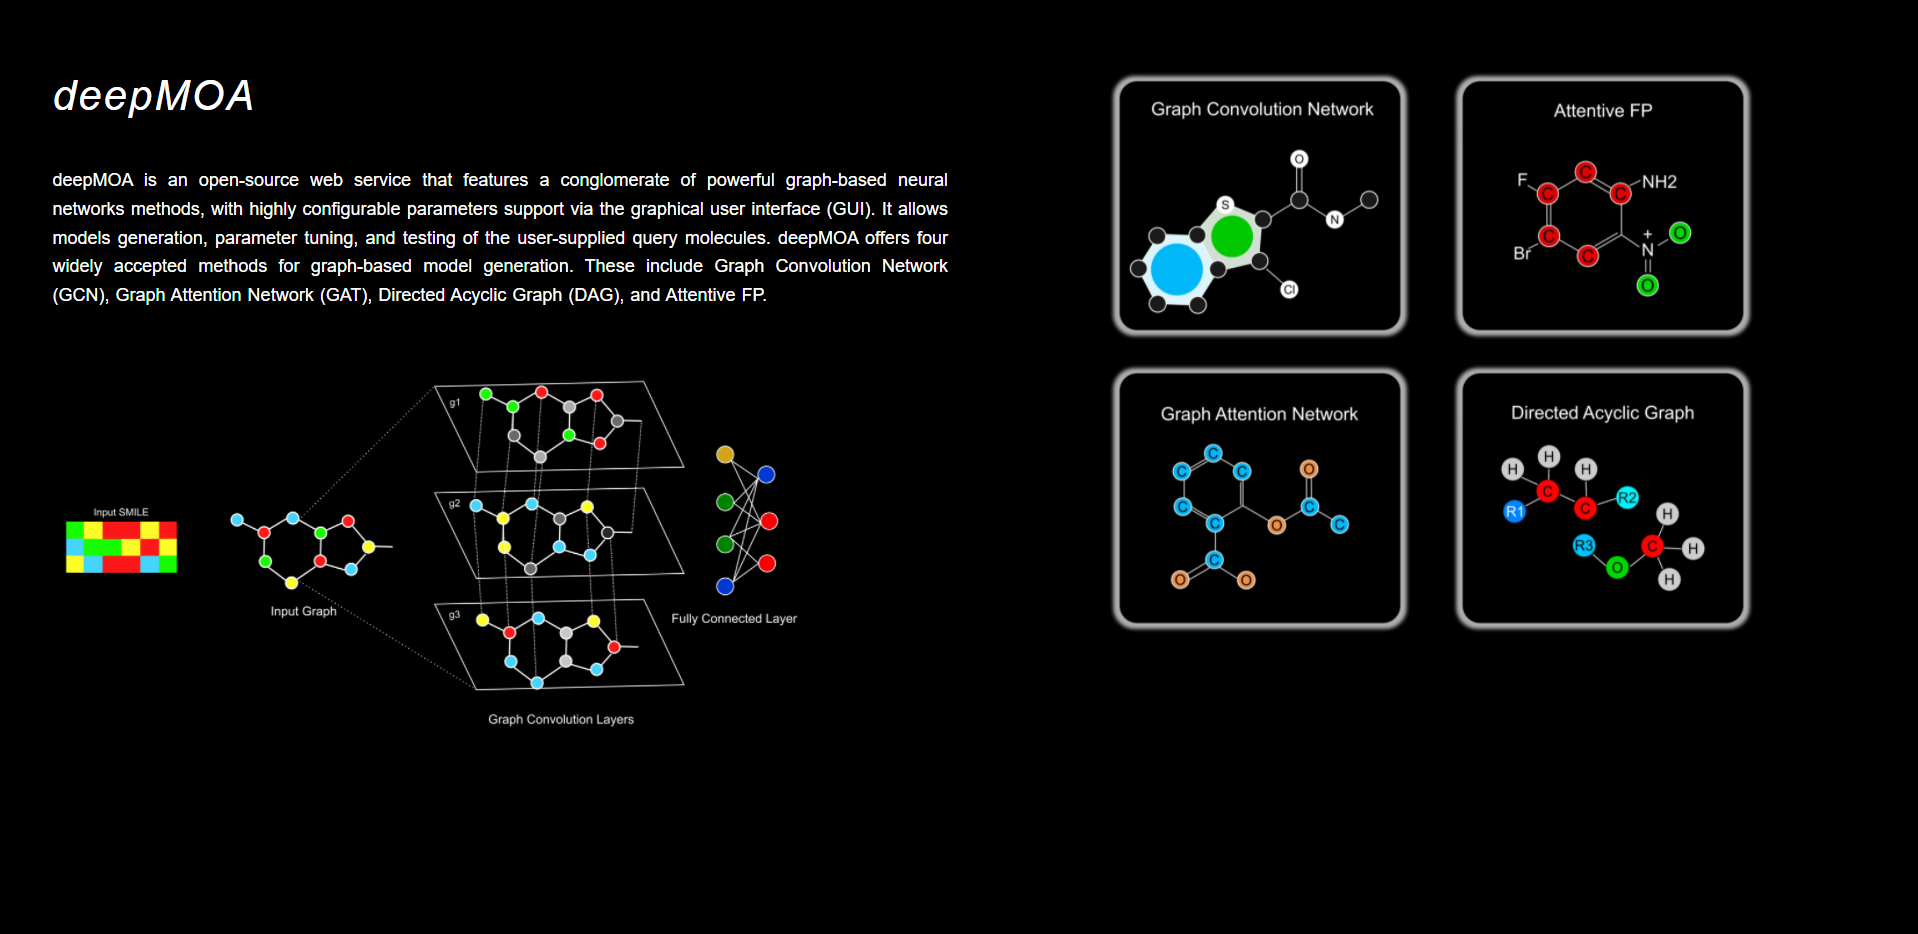 deepMOA
deepMOA is an open-source web service that features a conglomerate of powerful graph-based neural
networks methods, with highly configurable parameters support via the graphical user interface (GUI). It allows
models generation, parameter tuning, and testing of the user-supplied query molecules. deepMOA offers four
widely accepted methods for graph-based model generation. These include Graph Convolution Network
(GCN), Graph Attention Network (GAT), Directed Acyclic Graph (DAG), and Attentive FP.
Input SMILE
Input Graph
g1
g2
g3
Graph Convolution Layers
Fully Connected Layer
Graph Convolution Network
O
S
N
Cl
Attentive FP
F
C
C
C
NH2
Br
C
C
N
+
O
O
Graph Attention Network
C
C
C
O
C
C
O
C
C
C
O
O
Directed Acyclic Graph
H
H
H
R1
C
C
R2
H
R3
C
H
O
H